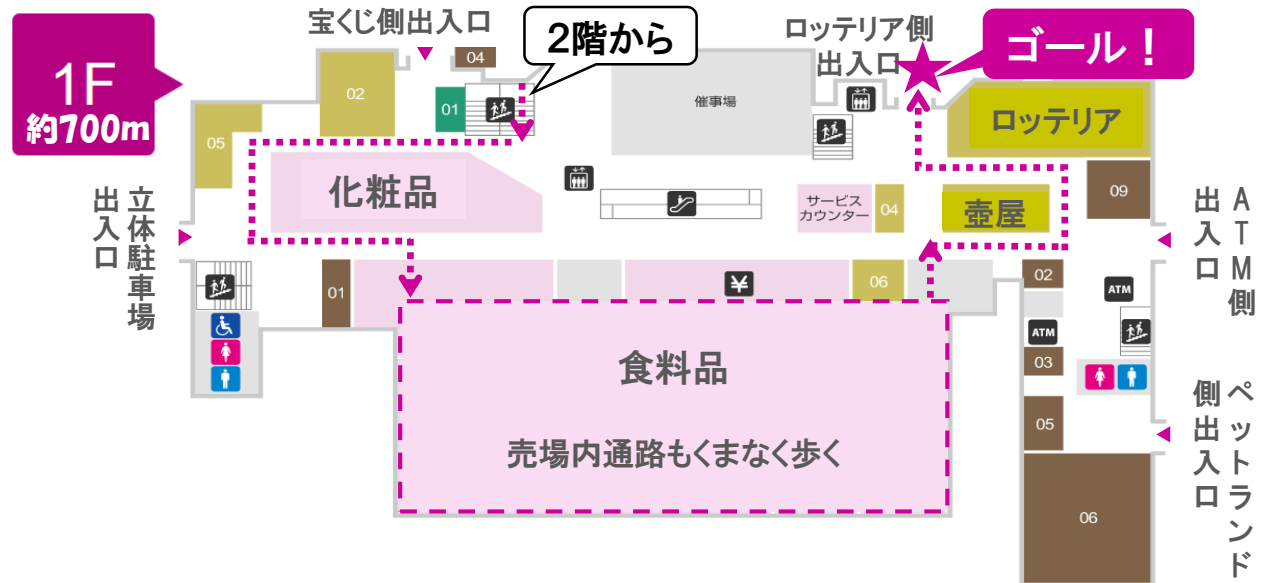 1F
約700m
宝くじ側出入口
2階から
ロッテリア側
出入口
ゴール！
04
02
01
05
催事場
ロッテリア
化粧品
サービス
カウンター
04
壺屋
09
立体駐車場
出入口
ATM側
出入口
01
¥
06
02
ATM
ATM
03
食料品
売場内通路もくまなく歩く
05
06
ペットランド
側出入口